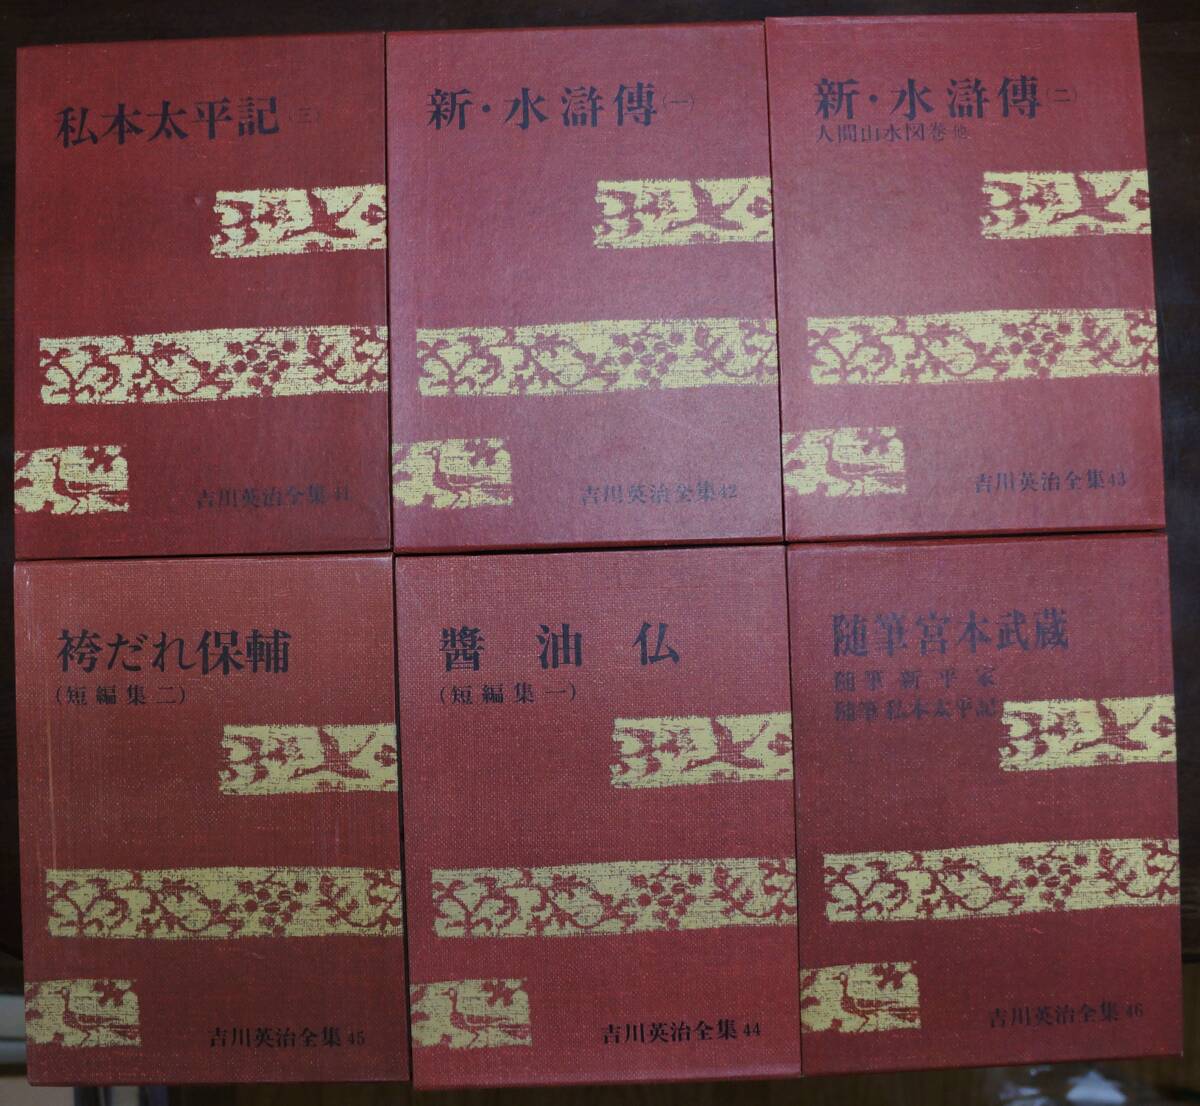 私本太平記(三)
吉川英治全集41
新・水滸傳(一)
吉川英治全集42
新・水滸傳(二)
人間山水図巻他
吉川英治全集43
袴だれ保輔
(短編集二)
吉川英治全集45
醬油仏
(短編集一)
吉川英治全集44
随筆宮本武蔵
随筆新平家
随筆私本太平記
吉川英治全集46